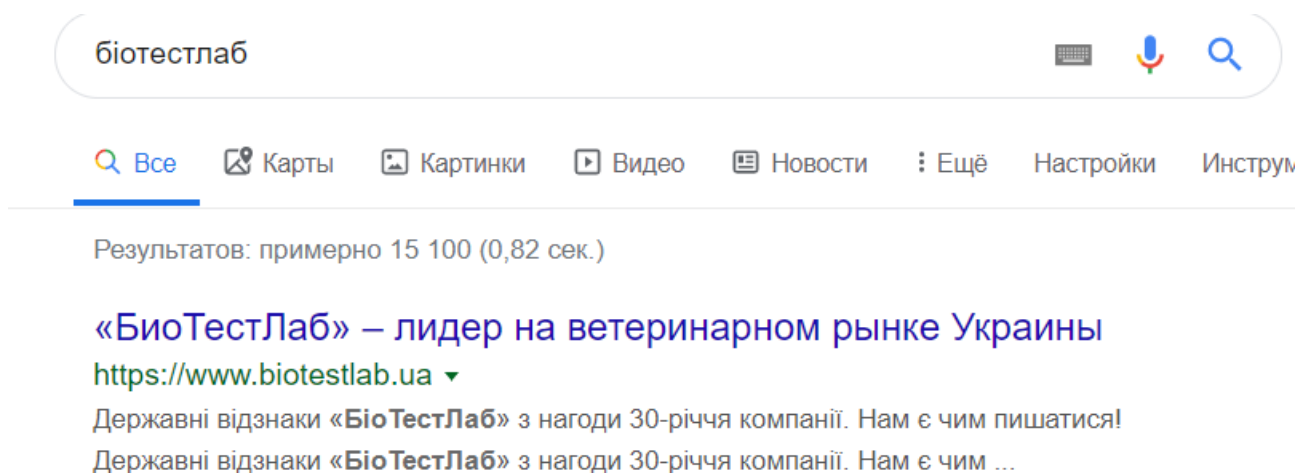 біотестлаб
Все Карты Картинки Видео Новости Ещё Настройки Инструм
Результатов: примерно 15 100 (0,82 сек.)
«БиоТестЛаб» – лидер на ветеринарном рынке Украины
https://www.biotestlab.ua
Державні відзнаки «БіоТестЛаб» з нагоди 30-річчя компанії. Нам є чим пишатися!
Державні відзнаки «БіоТестЛаб» з нагоди 30-річчя компанії. Нам є чим ...